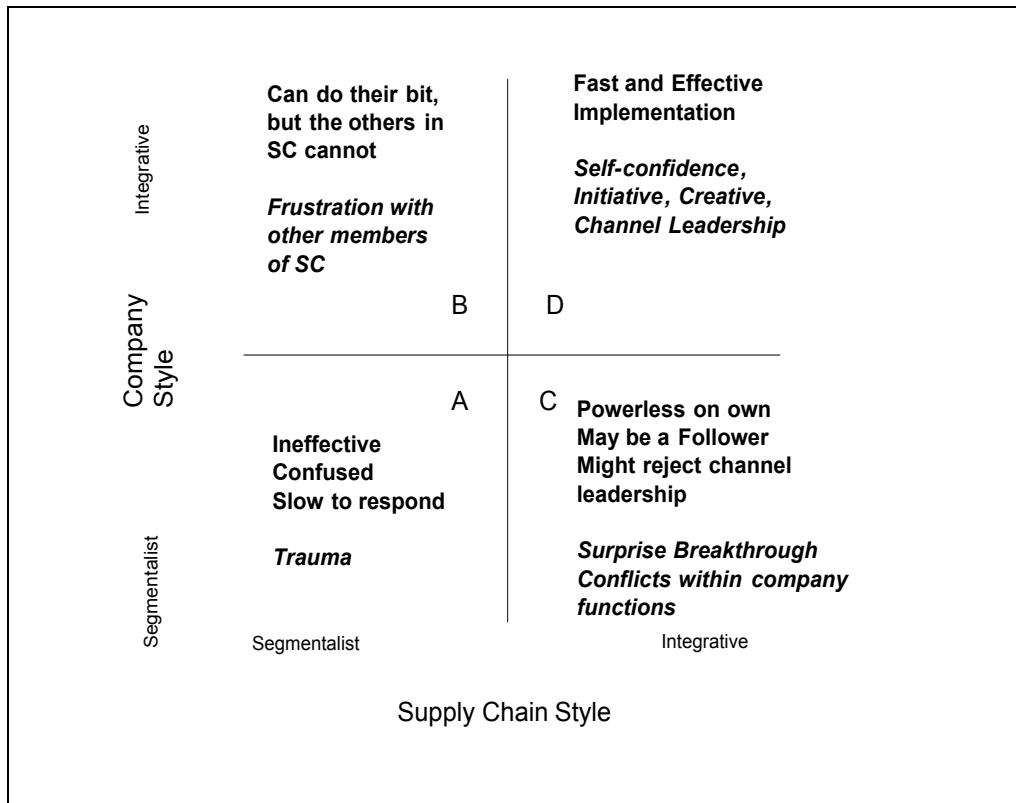 Can do their bit,
but the others in
SC cannot
Frustration with
other members
of SC
B
Fast and Effective
Implementation
Self-confidence,
Initiative, Creative,
Channel Leadership
D
Integrative
Company
Style
Segmentalist
A
Ineffective
Confused
Slow to respond
Trauma
C
Powerless on own
May be a Follower
Might reject channel
leadership
Surprise Breakthrough
Conflicts within company
functions
Segmentalist
Integrative
Supply Chain Style